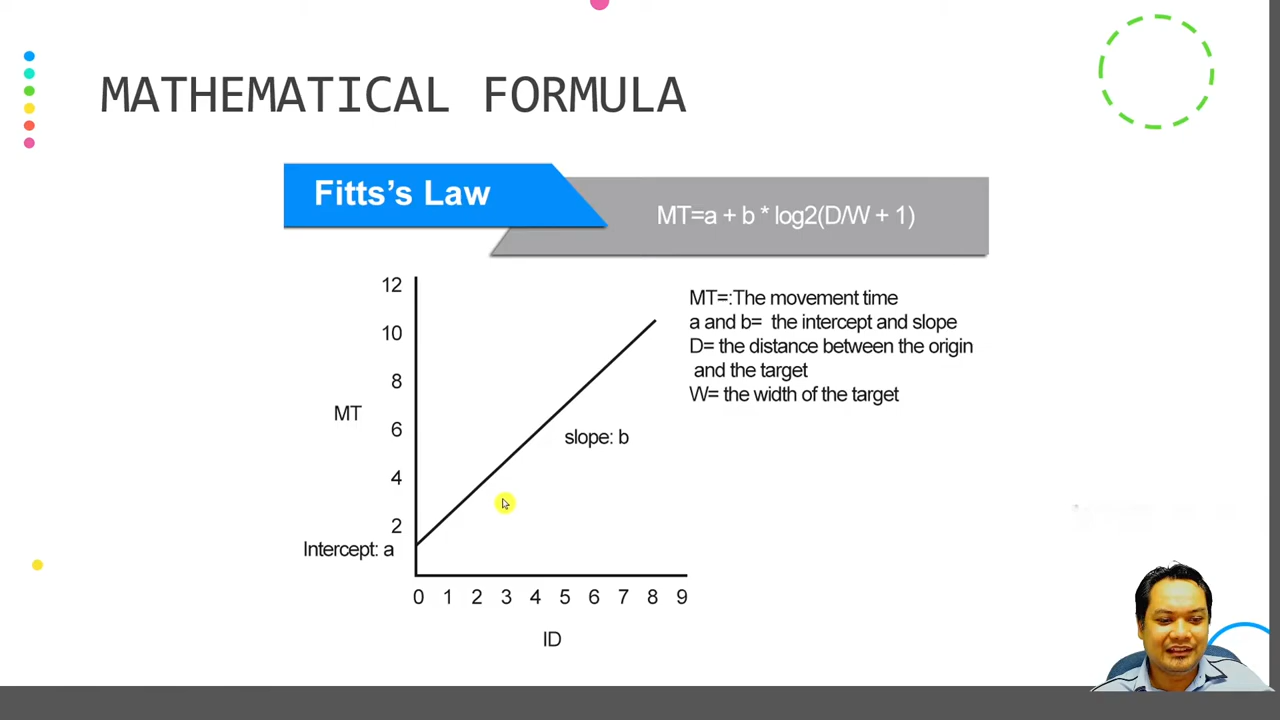 MATHEMATICAL FORMULA
Fitts's Law
MT=a + b * log2(D/W + 1)
12
10
8
6
4
2
MT
Intercept: a
slope: b
0 1 2 3 4 5 6 7 8 9
ID
MT=:The movement time
a and b= the intercept and slope
D= the distance between the origin
and the target
W= the width of the target